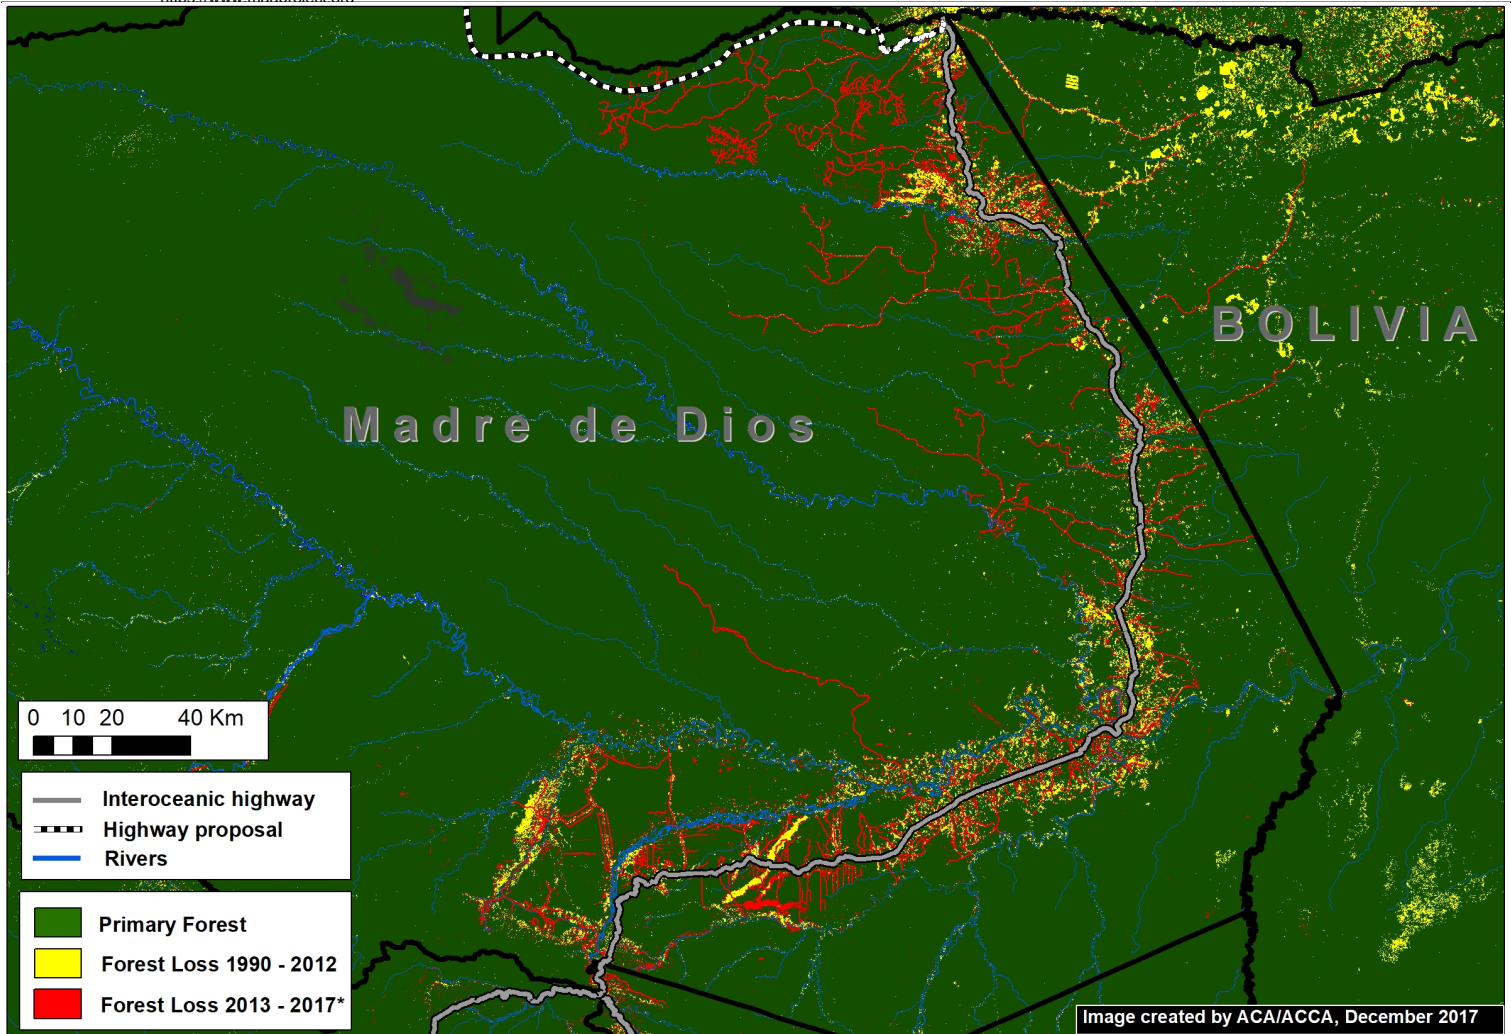 BOLIVIA
Madre de Dios
0 10 20 40 Km
Interoceanic highway
Highway proposal
Rivers
Primary Forest
Forest Loss 1990 - 2012
Forest Loss 2013 - 2017*
Image created by ACA/ACCA, December 2017